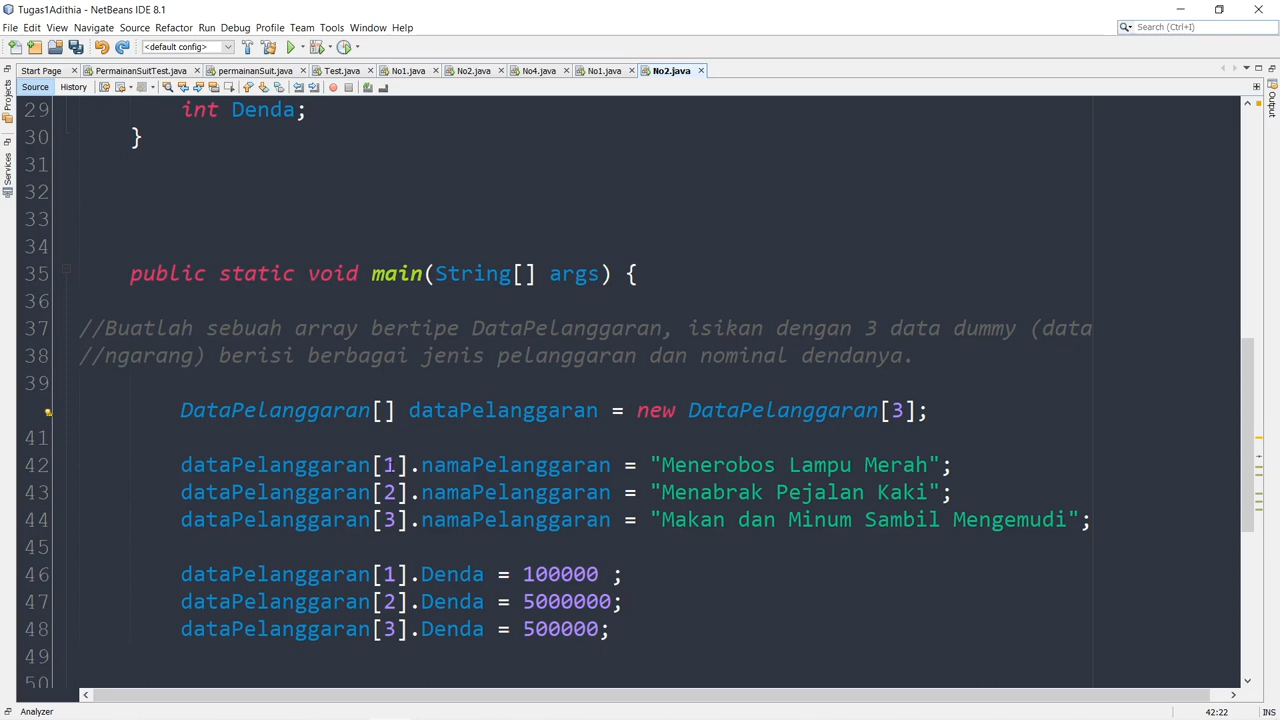 Tugas1Adithia - NetBeans IDE 8.1
File Edit View Navigate Source Refactor Run Debug Profile Team Tools Window Help
Search (Ctrl+I)
<default config>
Start Page PermainanSuitTest.java permainanSuit.java Test.java No1.java No2.java No4.java No1.java No2.java
Source History
Projects
Services
Output
29 int Denda;
30 }
31
32
33
34
35 public static void main(String[] args) {
36
37 //Buatlah sebuah array bertipe DataPelanggaran, isikan dengan 3 data dummy (data
38 //ngarang) berisi berbagai jenis pelanggaran dan nominal dendanya.
39
DataPelanggaran[] dataPelanggaran = new DataPelanggaran[3];
41
42 dataPelanggaran[1].namaPelanggaran = "Menerobos Lampu Merah";
43 dataPelanggaran[2].namaPelanggaran = "Menabrak Pejalan Kaki";
44 dataPelanggaran[3].namaPelanggaran = "Makan dan Minum Sambil Mengemudi";
45
46 dataPelanggaran[1].Denda = 100000 ;
47 dataPelanggaran[2].Denda = 5000000;
48 dataPelanggaran[3].Denda = 500000;
49
50
Analyzer
42:22 INS